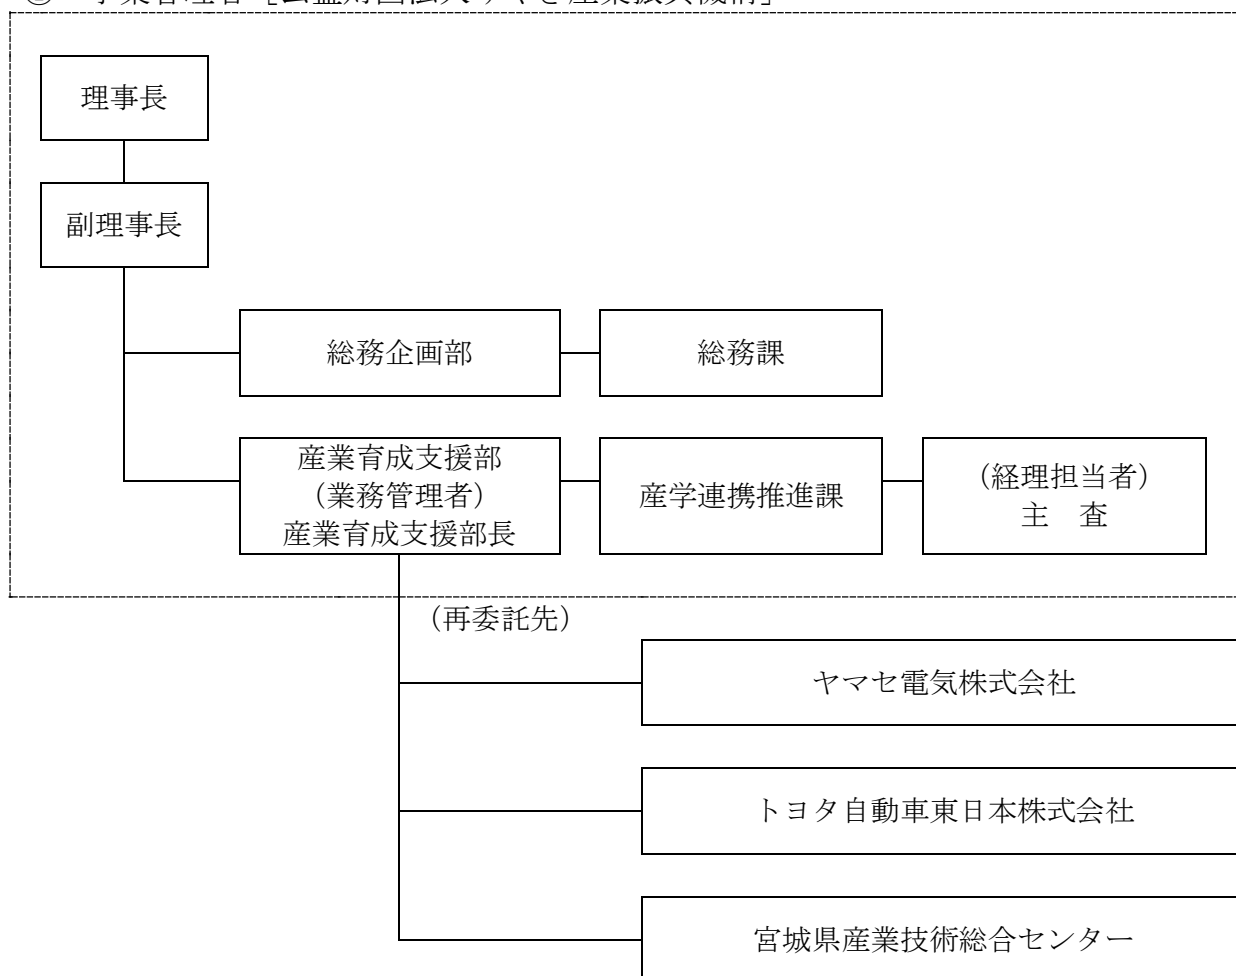 理事長
副理事長
総務企画部
総務課
産業育成支援部
（業務管理者）
産業育成支援部長
産学連携推進課
（経理担当者）
主　査
（再委託先）
ヤマセ電気株式会社
トヨタ自動車東日本株式会社
宮城県産業技術総合センター